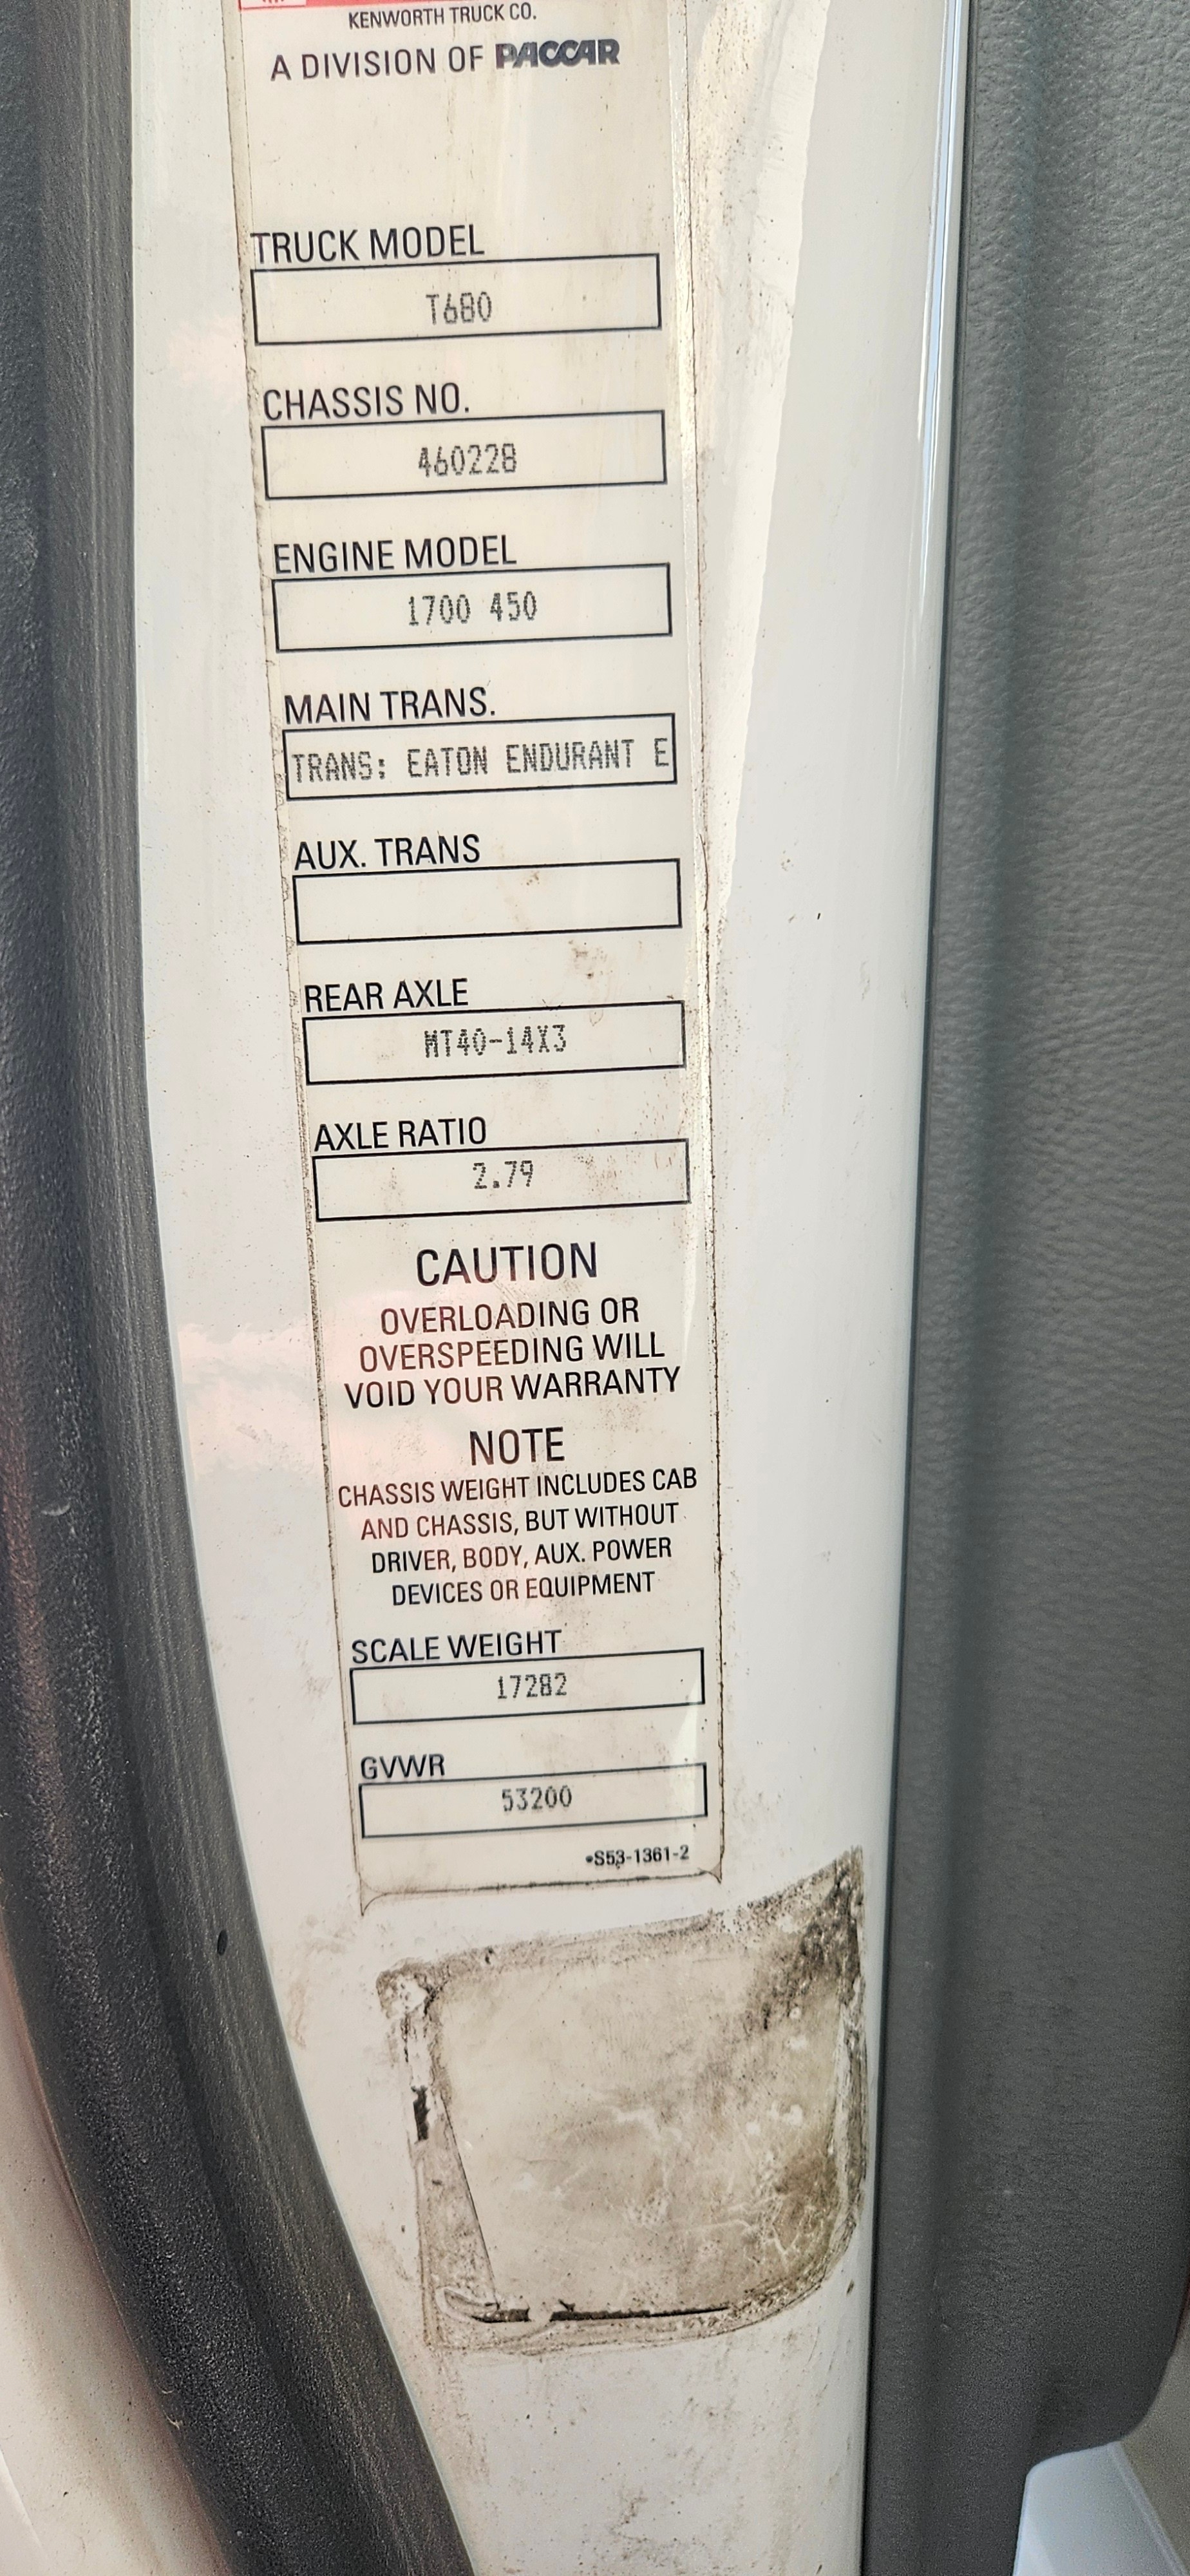 KENWORTH TRUCK CO.
A DIVISION OF PACCAR
TRUCK MODEL
T680
CHASSIS NO.
460228
ENGINE MODEL
1700 450
MAIN TRANS.
TRANS: EATON ENDURANT E
AUX. TRANS
REAR AXLE
MT40-14X3
AXLE RATIO
2.79
CAUTION
OVERLOADING OR
OVERSPEEDING WILL
VOID YOUR WARRANTY
NOTE
CHASSIS WEIGHT INCLUDES CAB
AND CHASSIS, BUT WITHOUT
DRIVER, BODY, AUX. POWER
DEVICES OR EQUIPMENT
SCALE WEIGHT
17282
GVWR
53200
•S53-1361-2